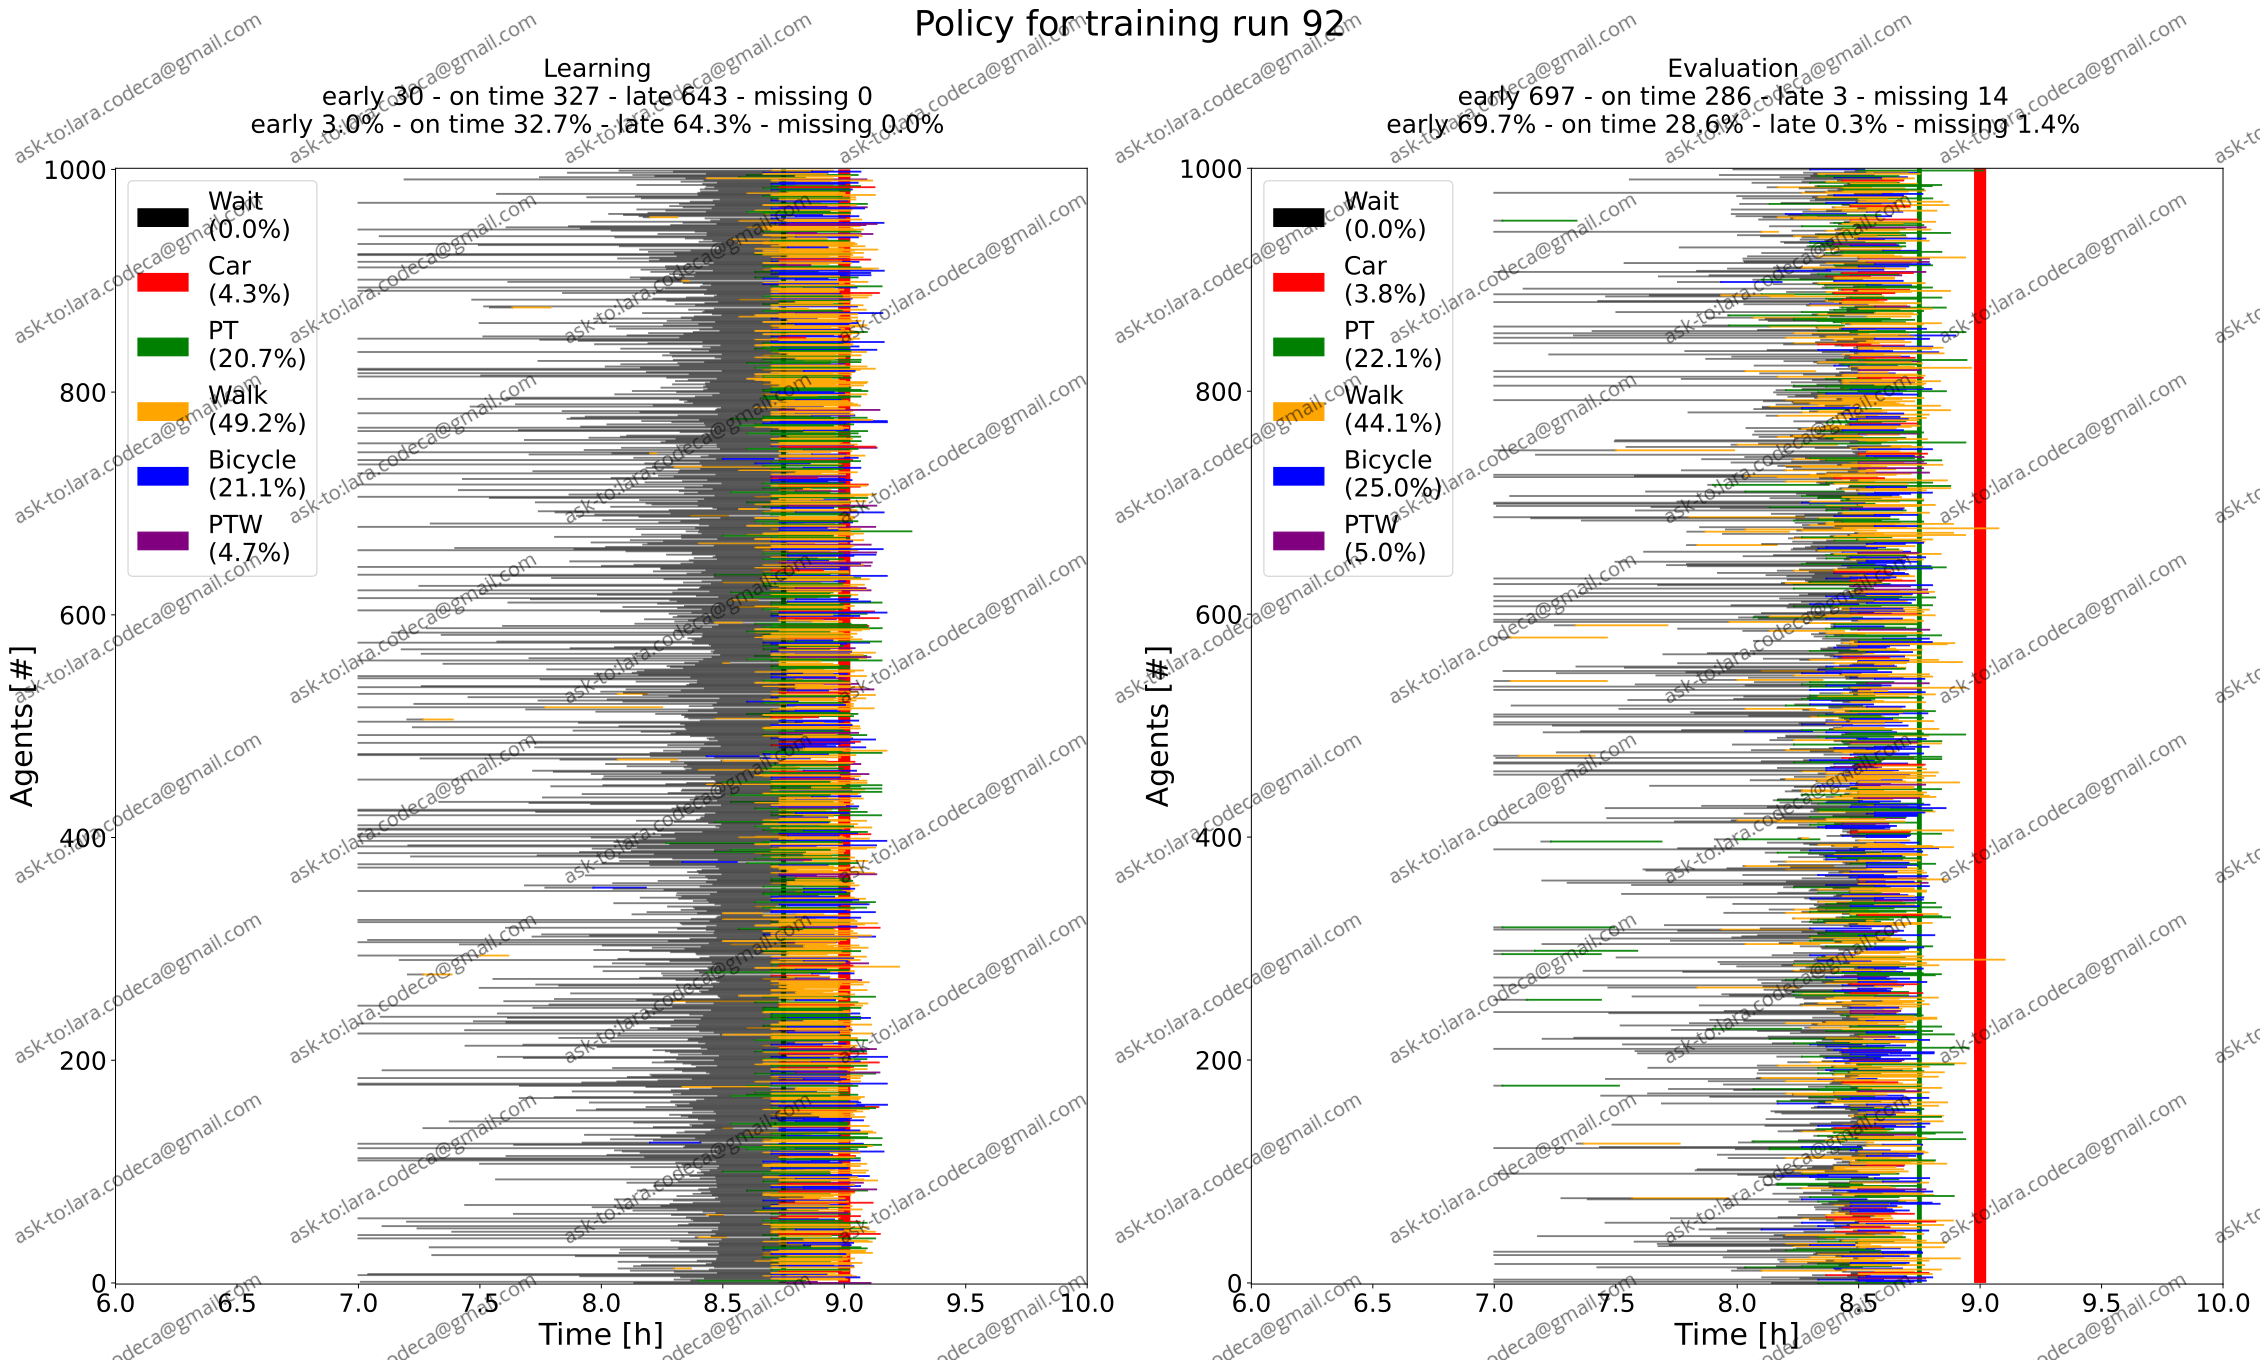 Policy for training run 92
Learning
early 30 - on time 327 - late 643 - missing 0
early 3.0% - on time 32.7% - late 64.3% - missing 0.0%
Agents [#]
1000
800
600
400
200
0
Wait
(0.0%)
Car
(4.3%)
PT
(20.7%)
Walk
(49.2%)
Bicycle
(21.1%)
PTW
(4.7%)
6.0 6.5 7.0 7.5 8.0 8.5 9.0 9.5 10.0
Time [h]
Evaluation
early 697 - on time 286 - late 3 - missing 14
early 69.7% - on time 28.6% - late 0.3% - missing 1.4%
Agents [#]
1000
800
600
400
200
0
Wait
(0.0%)
Car
(3.8%)
PT
(22.1%)
Walk
(44.1%)
Bicycle
(25.0%)
PTW
(5.0%)
6.0 6.5 7.0 7.5 8.0 8.5 9.0 9.5 10.0
Time [h]
ask-to:lara.codeca@gmail.com